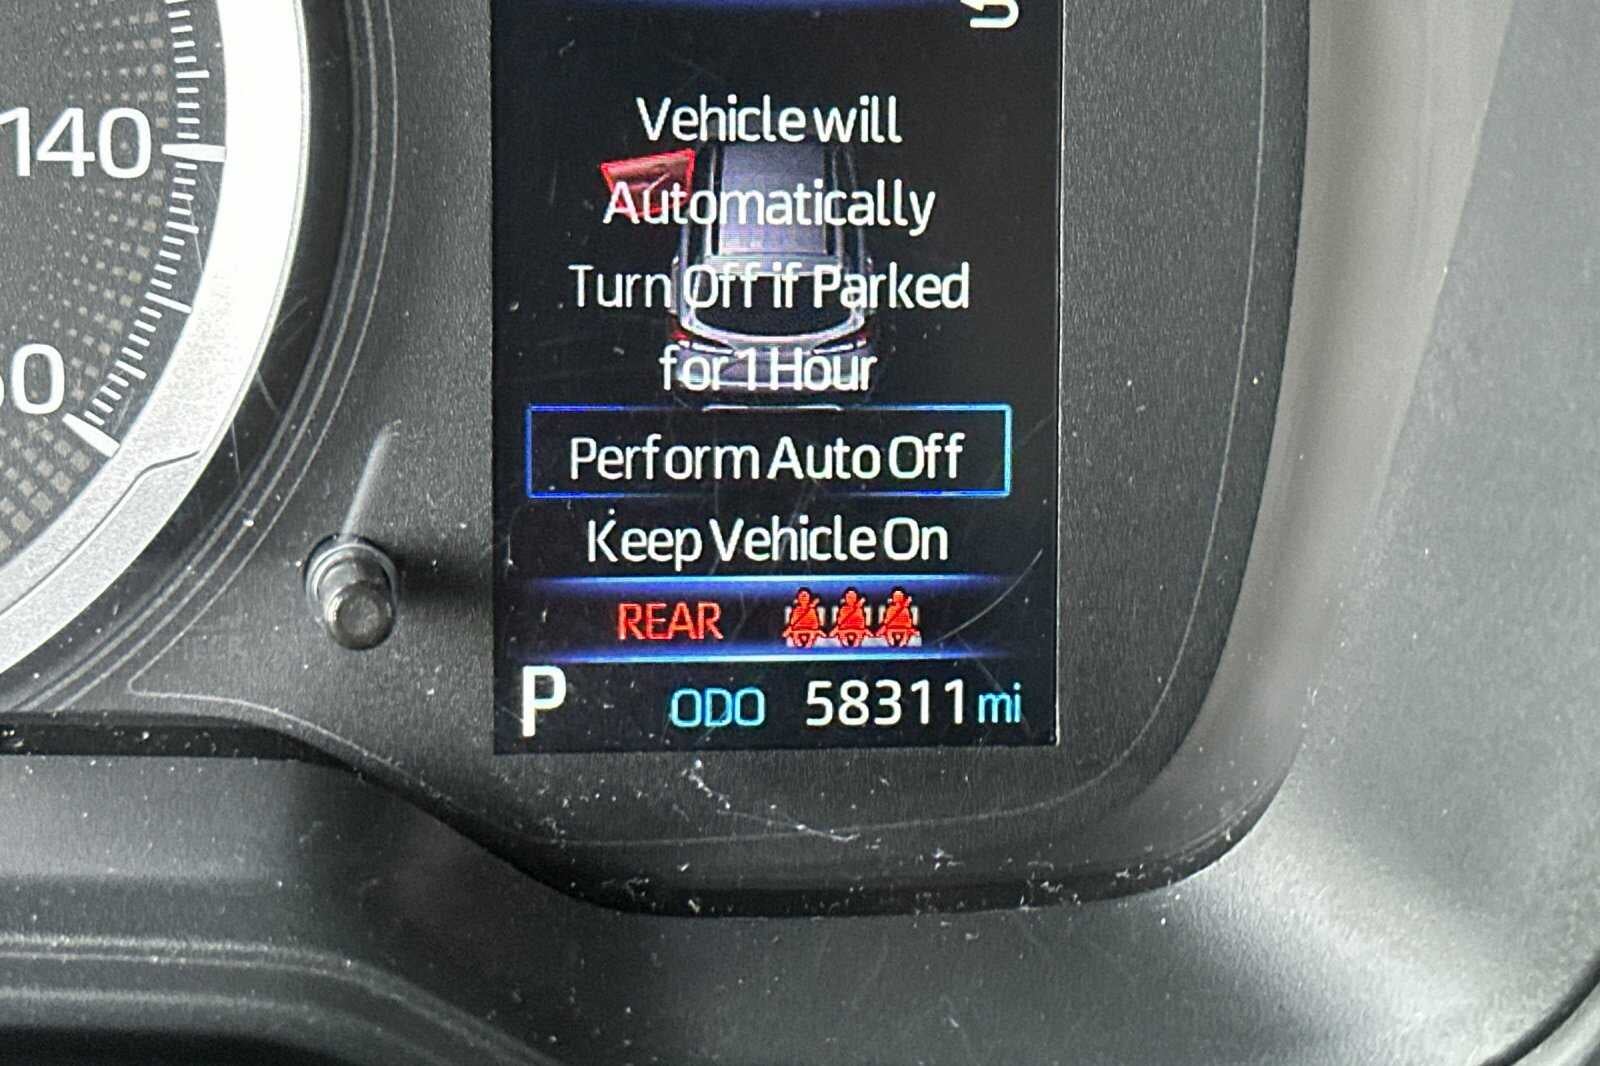 140
Vehicle will
Automatically
Turn Off if Parked
for 1 Hour
Perform Auto Off
Keep Vehicle On
REAR
P ODO 58311 mi